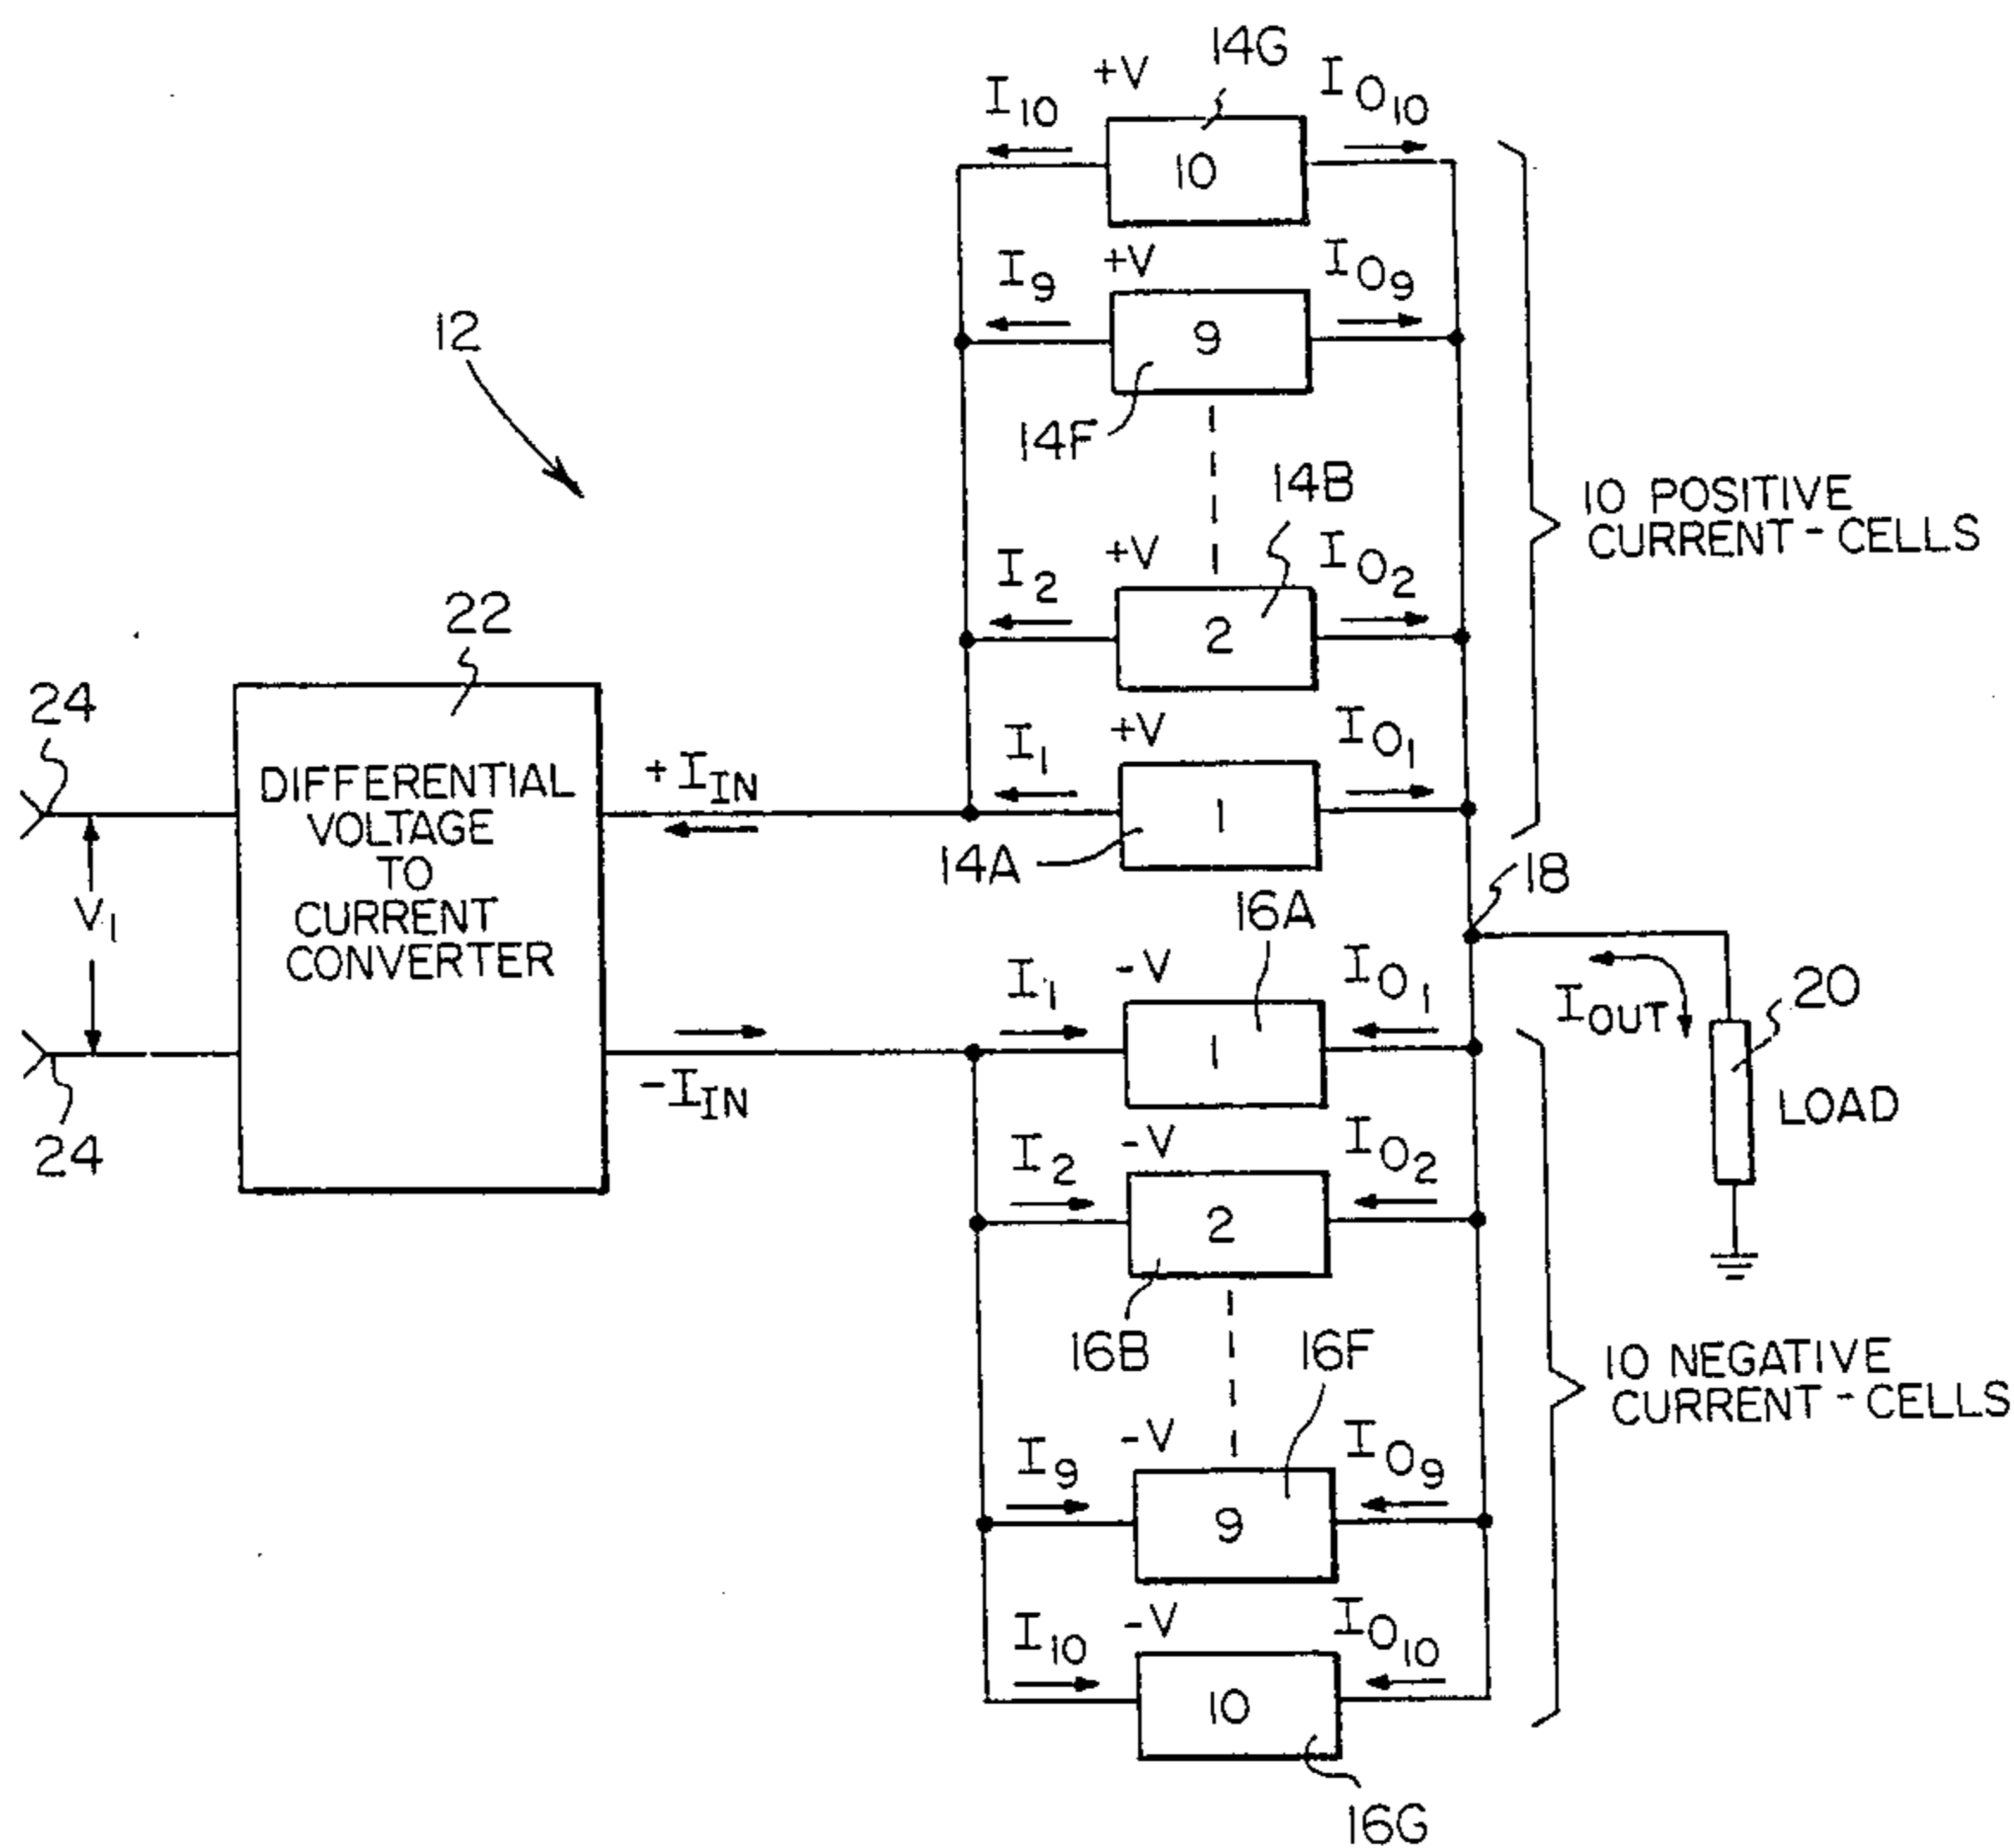 14G
I10 +V IO10
10
I9 +V IO9
9
12
14F
14B
10 POSITIVE
CURRENT-CELLS
I2 +V IO2
2
22
24
I1 +V IO1
+IIN
1
DIFFERENTIAL
VOLTAGE
TO
CURRENT
CONVERTER
14A
18
V1
16A
I1 -V IO1
1
20
IOUT
-IIN
LOAD
24
I2 -V IO2
2
16B
16F
10 NEGATIVE
CURRENT-CELLS
I9 -V IO9
9
I10 -V IO10
10
16G